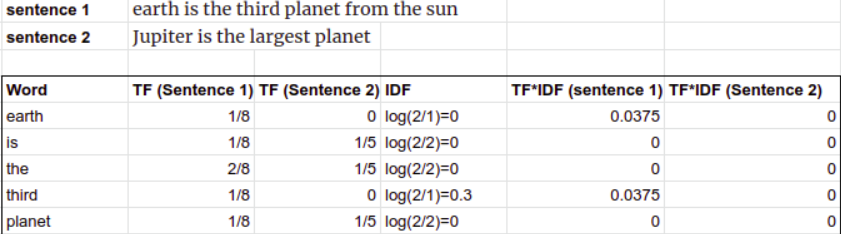 sentence 1 earth is the third planet from the sun
sentence 2 Jupiter is the largest planet
Word TF (Sentence 1) TF (Sentence 2) IDF TF*IDF (sentence 1) TF*IDF (Sentence 2)
earth 1/8 0 log(2/1)=0 0.0375 0
is 1/8 1/5 log(2/2)=0 0 0
the 2/8 1/5 log(2/2)=0 0 0
third 1/8 0 log(2/1)=0.3 0.0375 0
planet 1/8 1/5 log(2/2)=0 0 0